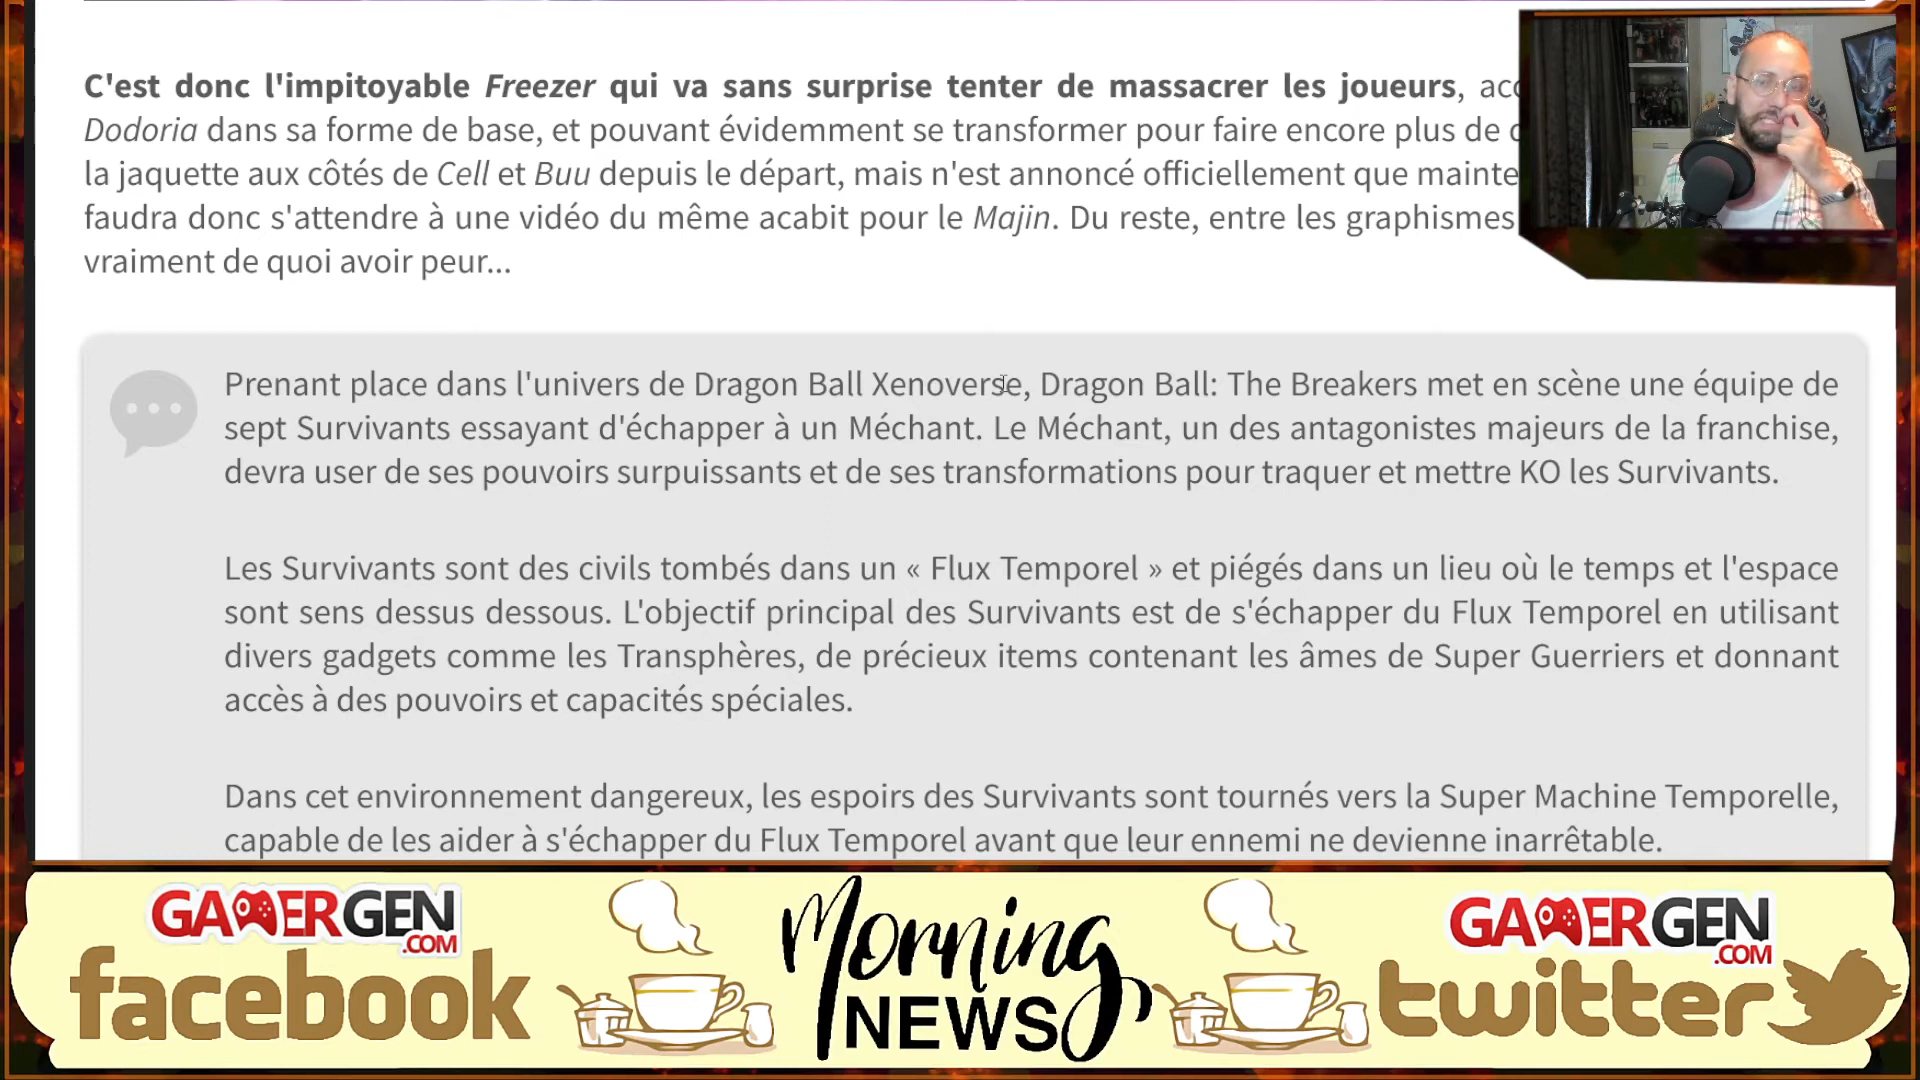 C'est donc l'impitoyable Freezer qui va sans surprise tenter de massacrer les joueurs,
Dodoria dans sa forme de base, et pouvant évidemment se transformer pour faire encore plus de
la jaquette aux côtés de Cell et Buu depuis le départ, mais n'est annoncé officiellement que
faudra donc s'attendre à une vidéo du même acabit pour le Majin. Du reste, entre les graphismes
vraiment de quoi avoir peur...
Prenant place dans l'univers de Dragon Ball Xenoverse, Dragon Ball: The Breakers met en scène une équipe de
sept Survivants essayant d'échapper à un Méchant. Le Méchant, un des antagonistes majeurs de la franchise,
devra user de ses pouvoirs surpuissants et de ses transformations pour traquer et mettre KO les Survivants.
Les Survivants sont des civils tombés dans un « Flux Temporel » et piégés dans un lieu où le temps et l'espace
sont sens dessus dessous. L'objectif principal des Survivants est de s'échapper du Flux Temporel en utilisant
divers gadgets comme les Transphères, de précieux items contenant les âmes de Super Guerriers et donnant
accès à des pouvoirs et capacités spéciales.
Dans cet environnement dangereux, les espoirs des Survivants sont tournés vers la Super Machine Temporelle,
capable de les aider à s'échapper du Flux Temporel avant que leur ennemi ne devienne inarrêtable.
GAMERGEN
.COM
facebook
Morning
NEWS
GAMERGEN
.COM
twitter